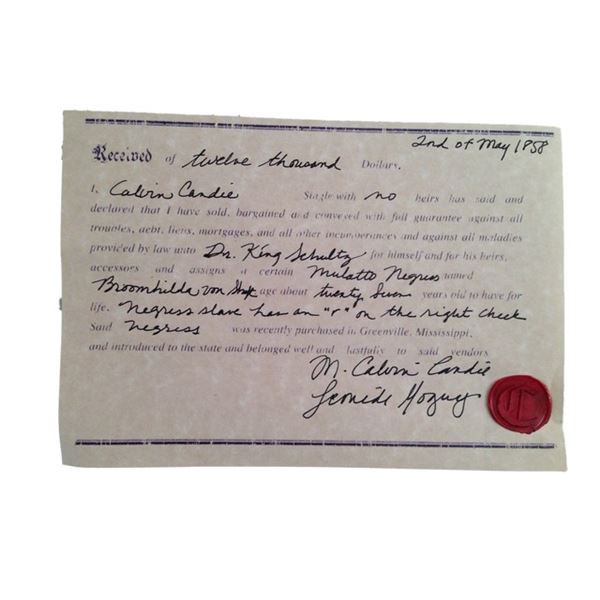 2nd of May 1858
Received of twelve thousand Dollars.
I, Calvin Candie Single with no heirs has said and
declared that I have sold, bargained and conveyed with full guarantee against all
troubles, debt, liens, mortgages, and all other incumberances and against all maladies
provided by law unto Dr. King Schultz for himself and for his heirs,
accessors and assigns a certain Mulatto Negress named
Broomhilda von age about twenty Seven years old to have for
life. "Negress slave has an "r" on the right cheek
Said negress was recently purchased in Greenville, Mississippi,
and introduced to the state and belonged well and lastfully to said vendors
M. Calvin Candie
Leonide Moguy
C